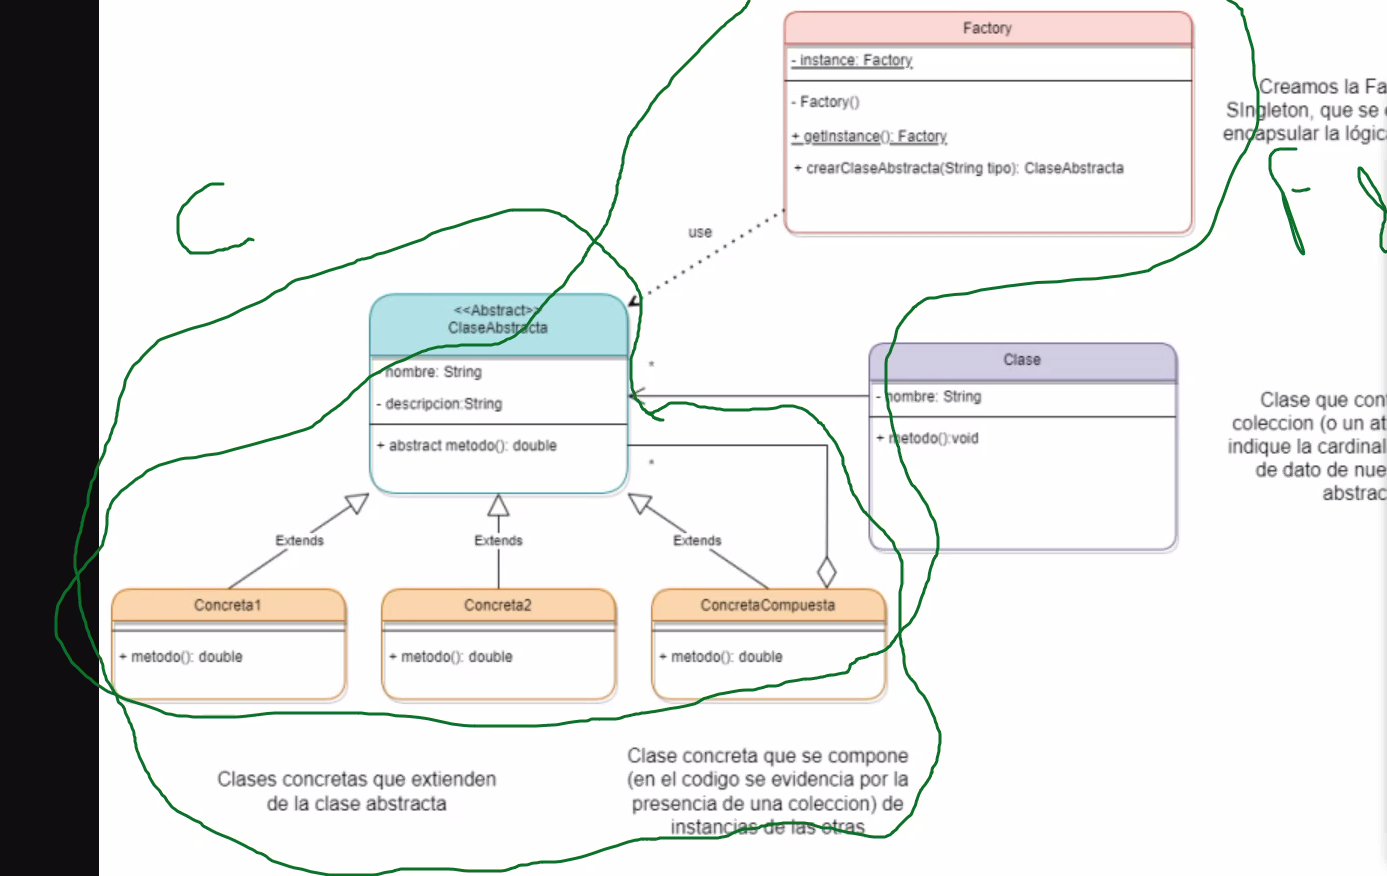 Factory
- instance: Factory
- Factory()
+ getInstance(): Factory
+ crearClaseAbstracta(String tipo): ClaseAbstracta
Creamos la Fa
SIngleton, que se
encapsular la lógic
C
F
use
<<Abstract>>
ClaseAbstracta
nombre: String
- descripcion:String
+ abstract metodo(): double
*
*
Clase
- nombre: String
+ metodo():void
Clase que con
coleccion (o un at
indique la cardinal
de dato de nue
abstrac
Extends
Extends
Extends
Concreta1
+ metodo(): double
Concreta2
+ metodo(): double
ConcretaCompuesta
+ metodo(): double
Clases concretas que extienden
de la clase abstracta
Clase concreta que se compone
(en el codigo se evidencia por la
presencia de una coleccion) de
instancias de las otras